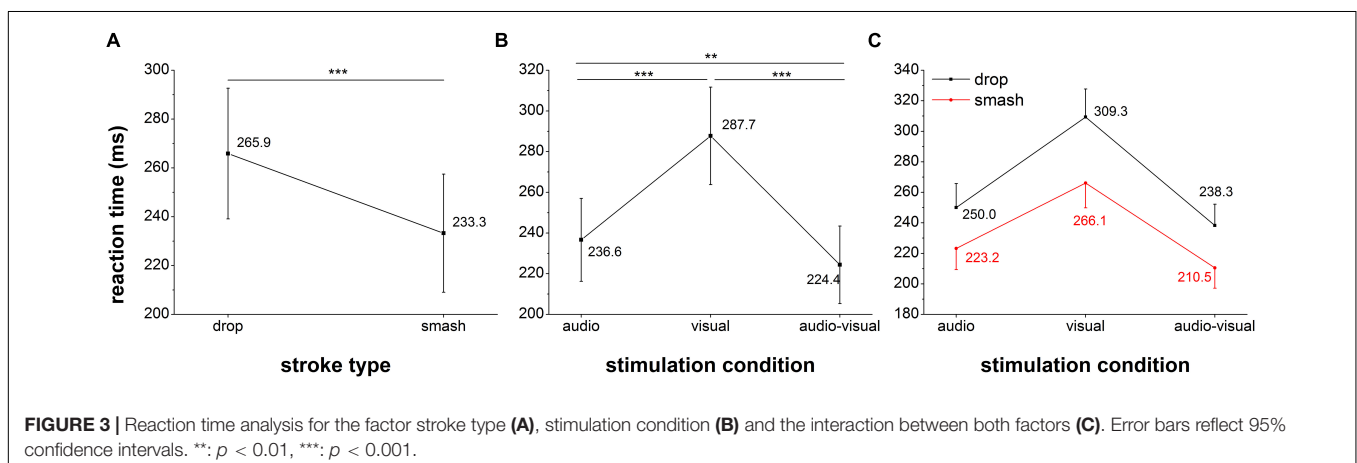 A
B
C
reaction time (ms)
300
280
260
240
220
200
***
265.9
233.3
drop
smash
stroke type
320
300
280
260
240
220
200
**
***
***
236.6
287.7
224.4
audio
visual
audio-visual
stimulation condition
340
320
300
280
260
240
220
200
180
drop
smash
250.0
309.3
238.3
223.2
266.1
210.5
audio
visual
audio-visual
stimulation condition
FIGURE 3 | Reaction time analysis for the factor stroke type (A), stimulation condition (B) and the interaction between both factors (C). Error bars reflect 95%
confidence intervals. **: p < 0.01, ***: p < 0.001.